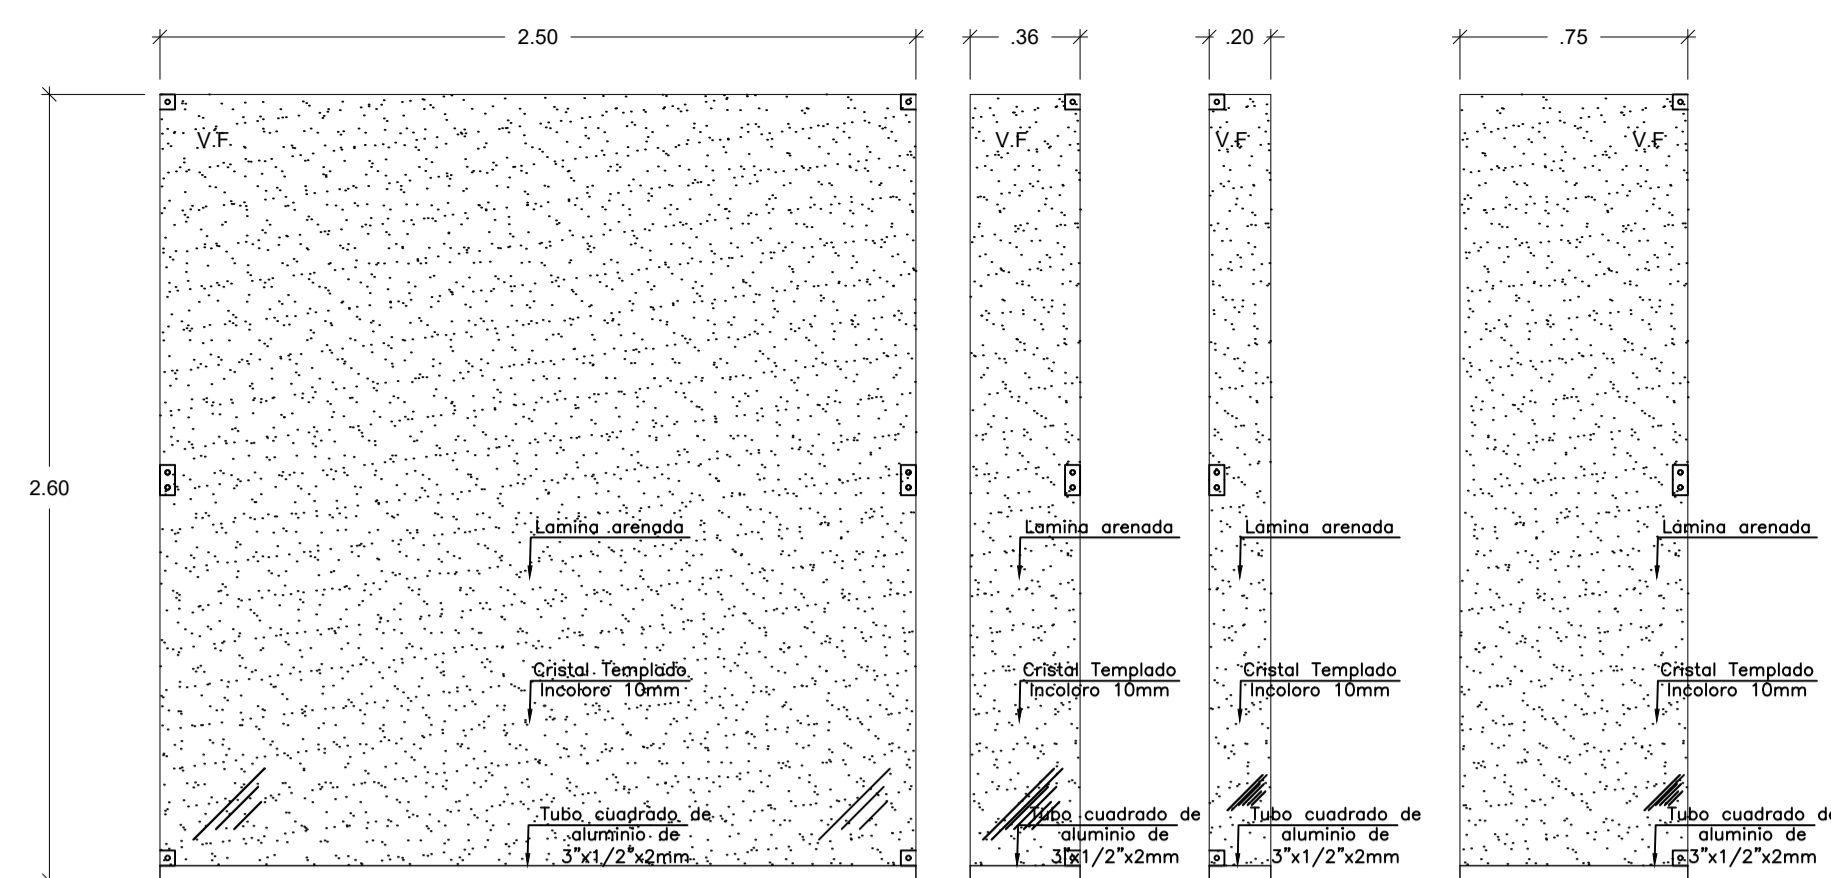 2.50
.36
.20
.75
V.F.
V.F
V.F
V.F
2.60
Lamina arenada
Lamina arenada
Lamina arenada
Lamina arenada
Cristal Templado
Incoloro 10mm
Cristal Templado
Incoloro 10mm
Cristal Templado
Incoloro 10mm
Cristal Templado
Incoloro 10mm
Tubo cuadrado de
aluminio de
3"x1/2"x2mm
Tubo cuadrado de
aluminio de
3"x1/2"x2mm
Tubo cuadrado de
aluminio de
3"x1/2"x2mm
Tubo cuadrado de
aluminio de
3"x1/2"x2mm